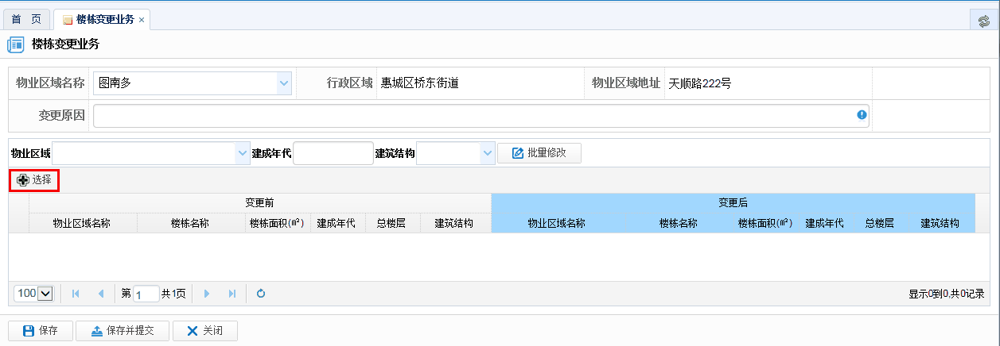 首 页 楼栋变更业务 ×
楼栋变更业务
物业区域名称 图南多 行政区域 惠城区桥东街道 物业区域地址 天顺路222号
变更原因
物业区域 建成年代 建筑结构 批量修改
选择
变更前 变更后
物业区域名称 楼栋名称 楼栋面积(㎡) 建成年代 总楼层 建筑结构 物业区域名称 楼栋名称 楼栋面积(㎡) 建成年代 总楼层 建筑结构
100 第 1 共1页 显示0到0,共0记录
保存 保存并提交 关闭